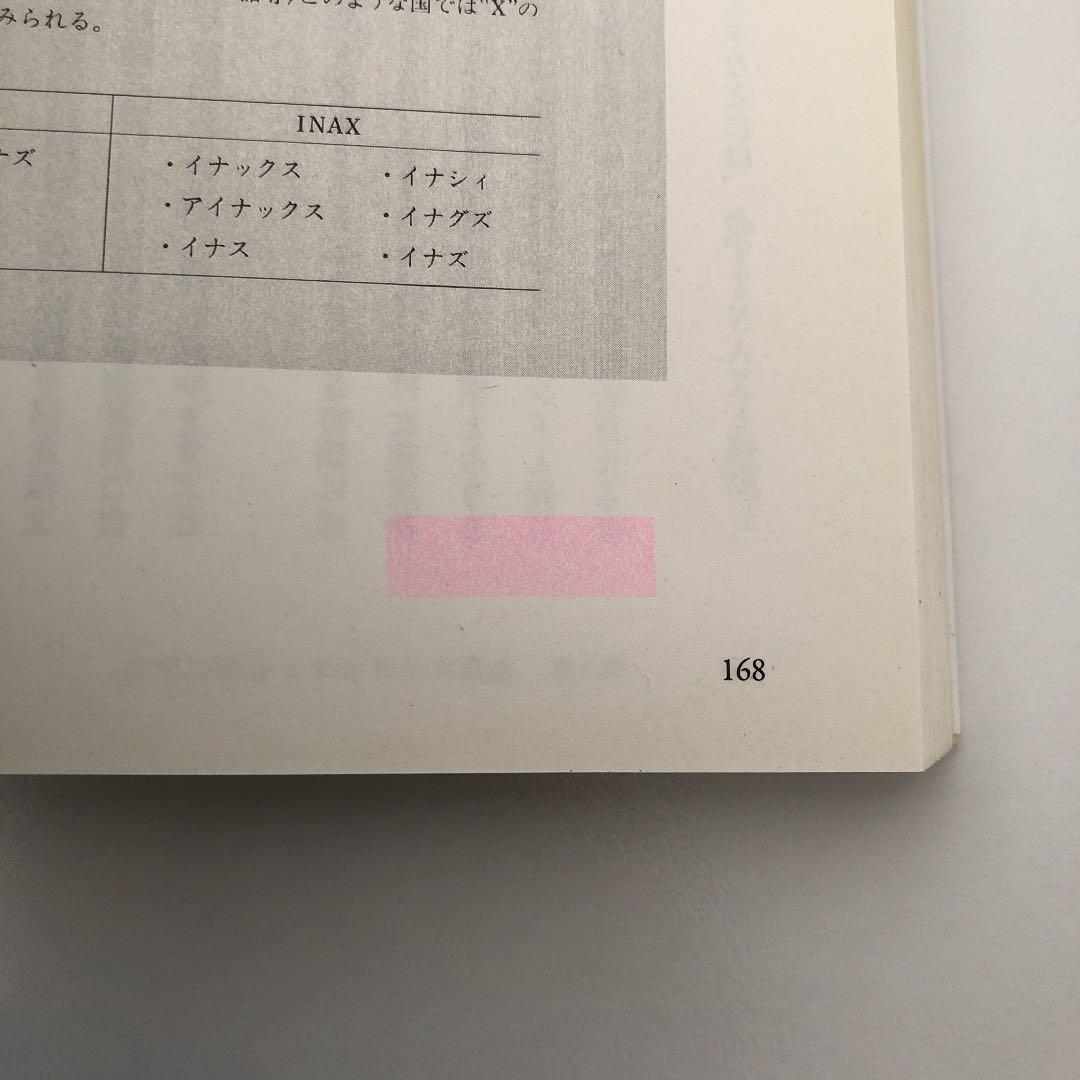 このような国では"X"の
みられる。
INAX
ナズ
・イナックス ・イナシィ
・アイナックス ・イナグズ
・イナス ・イナズ
168